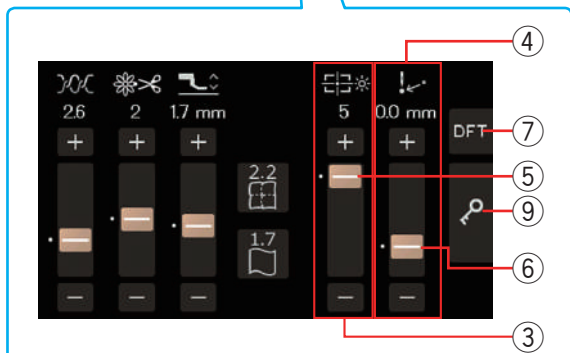 ④
2.6 2 1.7 mm 5 0.0 mm
+ + + + +
DFT ⑦
2.2
⑤
⑨
1.7
⑥
− − − − −
③